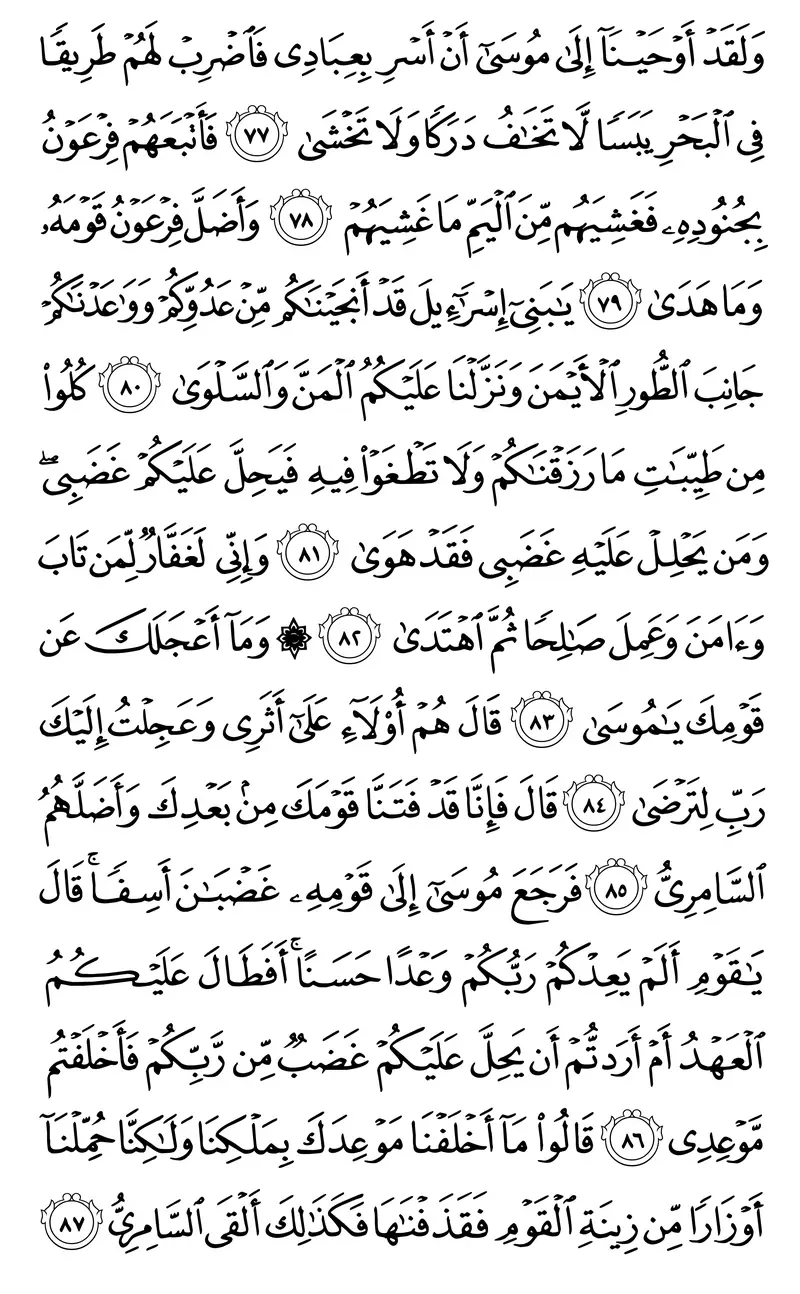 وَلَقَدْ أَوْحَيْنَآ إِلَىٰ مُوسَىٰٓ أَنْ أَسْرِ بِعِبَادِى فَٱضْرِبْ لَهُمْ طَرِيقًا
فِى ٱلْبَحْرِ يَبَسًا لَّا تَخَـٰفُ دَرَكًا وَلَا تَخْشَىٰ ٧٧ فَأَتْبَعَهُمْ فِرْعَوْنُ
بِجُنُودِهِۦ فَغَشِيَهُم مِّنَ ٱلْيَمِّ مَا غَشِيَهُمْ ٧٨ وَأَضَلَّ فِرْعَوْنُ قَوْمَهُۥ
وَمَا هَدَىٰ ٧٩ يَـٰبَنِىٓ إِسْرَٰٓءِيلَ قَدْ أَنجَيْنَـٰكُم مِّنْ عَدُوِّكُمْ وَوَٰعَدْنَـٰكُمْ
جَانِبَ ٱلطُّورِ ٱلْأَيْمَنَ وَنَزَّلْنَا عَلَيْكُمُ ٱلْمَنَّ وَٱلسَّلْوَىٰ ٨٠ كُلُوا۟
مِن طَيِّبَـٰتِ مَا رَزَقْنَـٰكُمْ وَلَا تَطْغَوْا۟ فِيهِ فَيَحِلَّ عَلَيْكُمْ غَضَبِى ۖ
وَمَن يَحْلِلْ عَلَيْهِ غَضَبِى فَقَدْ هَوَىٰ ٨١ وَإِنِّى لَغَفَّارٌ لِّمَن تَابَ
وَءَامَنَ وَعَمِلَ صَـٰلِحًا ثُمَّ ٱهْتَدَىٰ ٨٢ ۞ وَمَآ أَعْجَلَكَ عَن
قَوْمِكَ يَـٰمُوسَىٰ ٨٣ قَالَ هُمْ أُو۟لَآءِ عَلَىٰٓ أَثَرِى وَعَجِلْتُ إِلَيْكَ
رَبِّ لِتَرْضَىٰ ٨٤ قَالَ فَإِنَّا قَدْ فَتَنَّا قَوْمَكَ مِنۢ بَعْدِكَ وَأَضَلَّهُمُ
ٱلسَّامِرِىُّ ٨٥ فَرَجَعَ مُوسَىٰٓ إِلَىٰ قَوْمِهِۦ غَضْبَـٰنَ أَسِفًا ۚ قَالَ
يَـٰقَوْمِ أَلَمْ يَعِدْكُمْ رَبُّكُمْ وَعْدًا حَسَنًا ۚ أَفَطَالَ عَلَيْكُمُ
ٱلْعَهْدُ أَمْ أَرَدتُّمْ أَن يَحِلَّ عَلَيْكُمْ غَضَبٌ مِّن رَّبِّكُمْ فَأَخْلَفْتُم
مَّوْعِدِى ٨٦ قَالُوا۟ مَآ أَخْلَفْنَا مَوْعِدَكَ بِمَلْكِنَا وَلَـٰكِنَّا حُمِّلْنَآ
أَوْزَارًا مِّن زِينَةِ ٱلْقَوْمِ فَقَذَفْنَـٰهَا فَكَذَٰلِكَ أَلْقَى ٱلسَّامِرِىُّ ٨٧